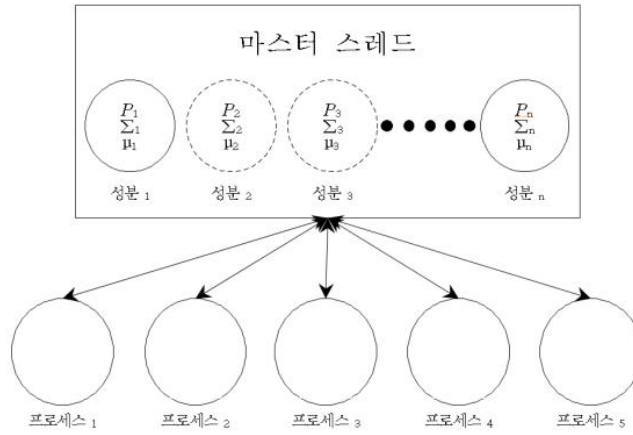 마스터 스레드
P₁ P₂ P₃ Pₙ
Σ₁ Σ₂ Σ₃ Σₙ
μ₁ μ₂ μ₃ μₙ
성분 ₁ 성분 ₂ 성분 ₃ 성분 ₙ
프로세스 ₁ 프로세스 ₂ 프로세스 ₃ 프로세스 ₄ 프로세스 ₅